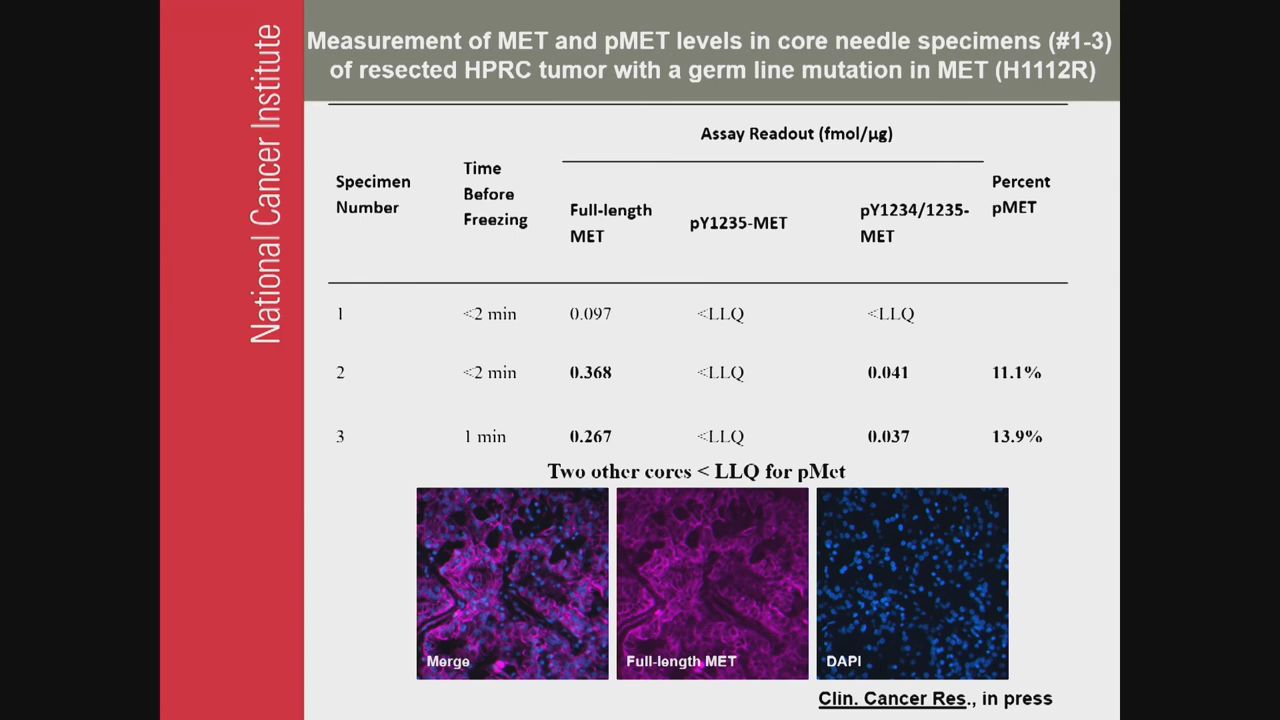 National Cancer Institute
Measurement of MET and pMET levels in core needle specimens (#1-3)
of resected HPRC tumor with a germ line mutation in MET (H1112R)
Assay Readout (fmol/µg)
Specimen Number
Time Before Freezing
Full-length MET
pY1235-MET
pY1234/1235-MET
Percent pMET
1 <2 min 0.097 <LLQ <LLQ
2 <2 min 0.368 <LLQ 0.041 11.1%
3 1 min 0.267 <LLQ 0.037 13.9%
Two other cores < LLQ for pMet
Merge
Full-length MET
DAPI
Clin. Cancer Res., in press